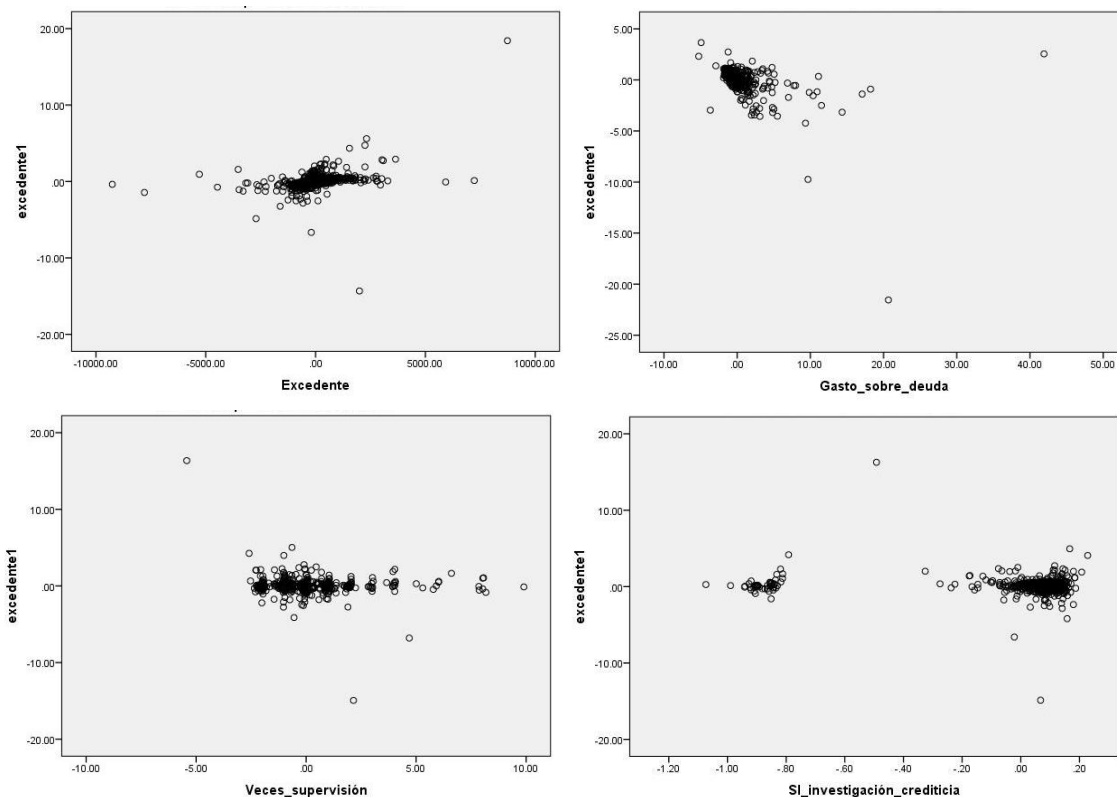 20.00
10.00
.00
-10.00
-20.00
excedente1
-10000.00 -5000.00 .00 5000.00 10000.00
Excedente
5.00
.00
-5.00
-10.00
-15.00
-20.00
-25.00
excedente1
-10.00 .00 10.00 20.00 30.00 40.00 50.00
Gasto_sobre_deuda
20.00
10.00
.00
-10.00
-20.00
excedente1
-10.00 -5.00 .00 5.00 10.00
Veces_supervisión
20.00
10.00
.00
-10.00
-20.00
excedente1
-1.20 -1.00 -.80 -.60 -.40 -.20 .00 .20
SI_investigación_crediticia